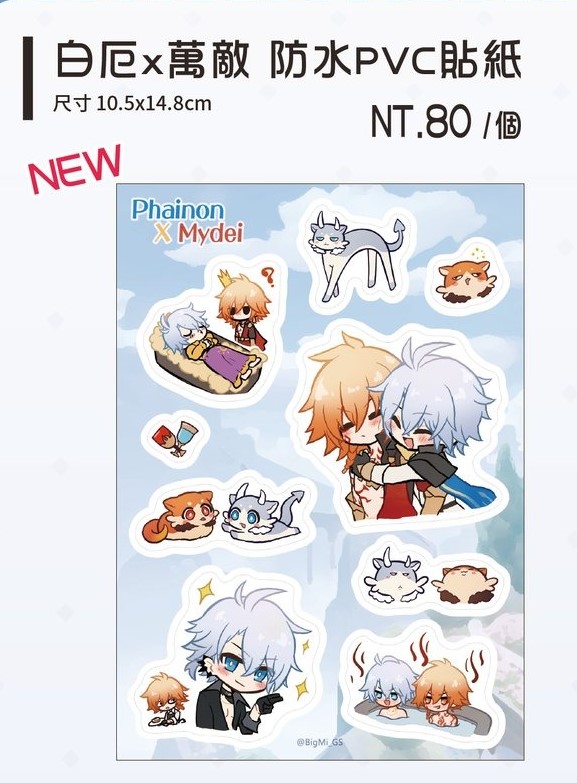 白厄x萬敵 防水PVC貼紙
尺寸 10.5x14.8cm
NT.80 /個
NEW
Phainon
X Mydei
?
@BigMi_GS